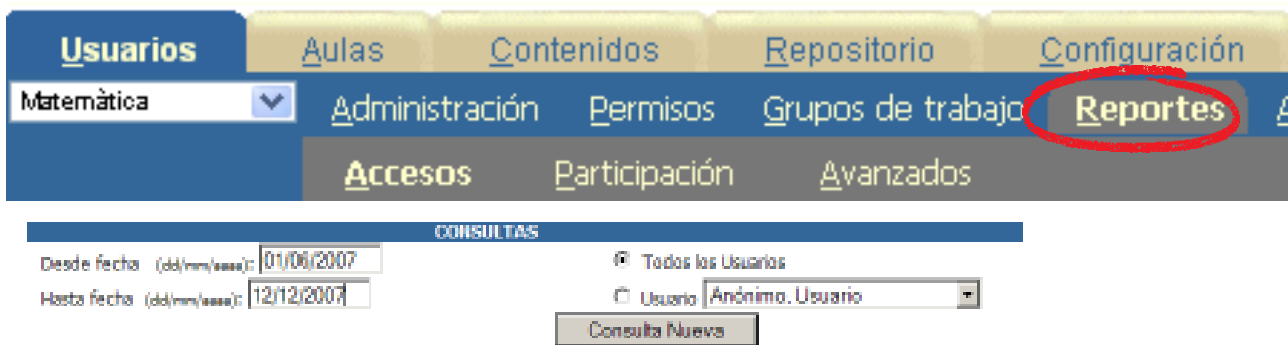 Usuarios Aulas Contenidos Repositorio Configuración
Matemàtica Administración Permisos Grupos de trabajo Reportes A
Accesos Participación Avanzados
CONSULTAS
Desde fecha (dd/mm/aaaa): 01/06/2007 Todos los Usuarios
Hasta fecha (dd/mm/aaaa): 12/12/2007 Usuario Anónimo, Usuario
Consulta Nueva